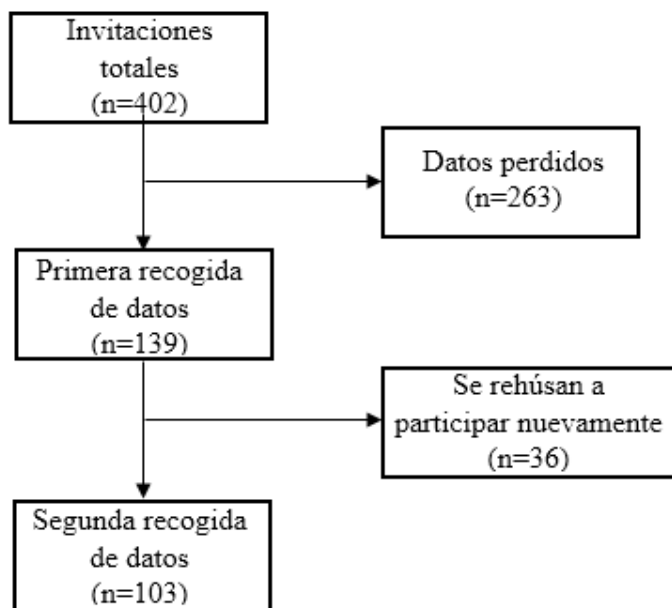 Invitaciones
totales
(n=402)
Datos perdidos
(n=263)
Primera recogida
de datos
(n=139)
Se rehúsan a
participar nuevamente
(n=36)
Segunda recogida
de datos
(n=103)